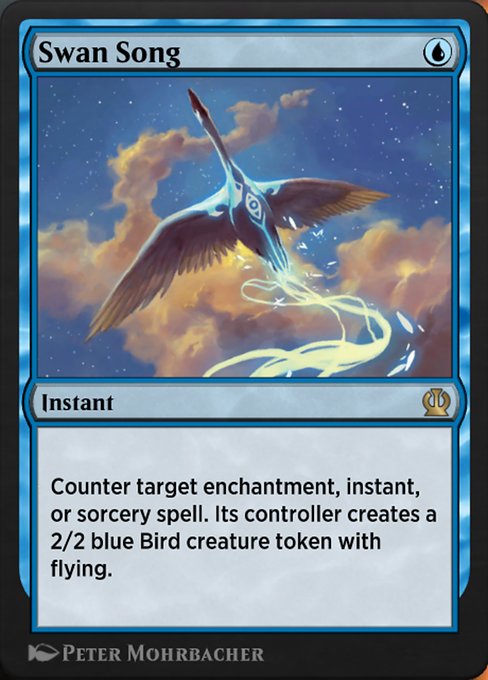 Swan Song
Instant
Counter target enchantment, instant,
or sorcery spell. Its controller creates a
2/2 blue Bird creature token with
flying.
Peter Mohrbacher